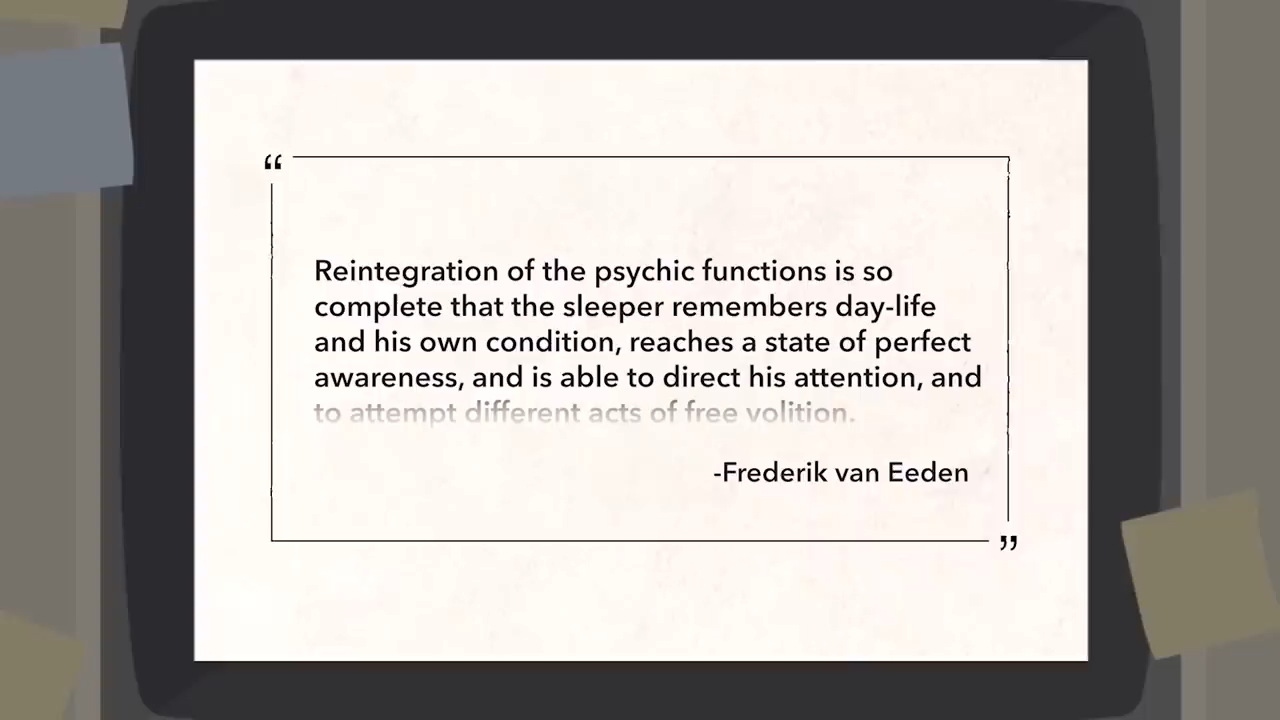 “
Reintegration of the psychic functions is so
complete that the sleeper remembers day-life
and his own condition, reaches a state of perfect
awareness, and is able to direct his attention, and
to attempt different acts of free volition.
-Frederik van Eeden
”